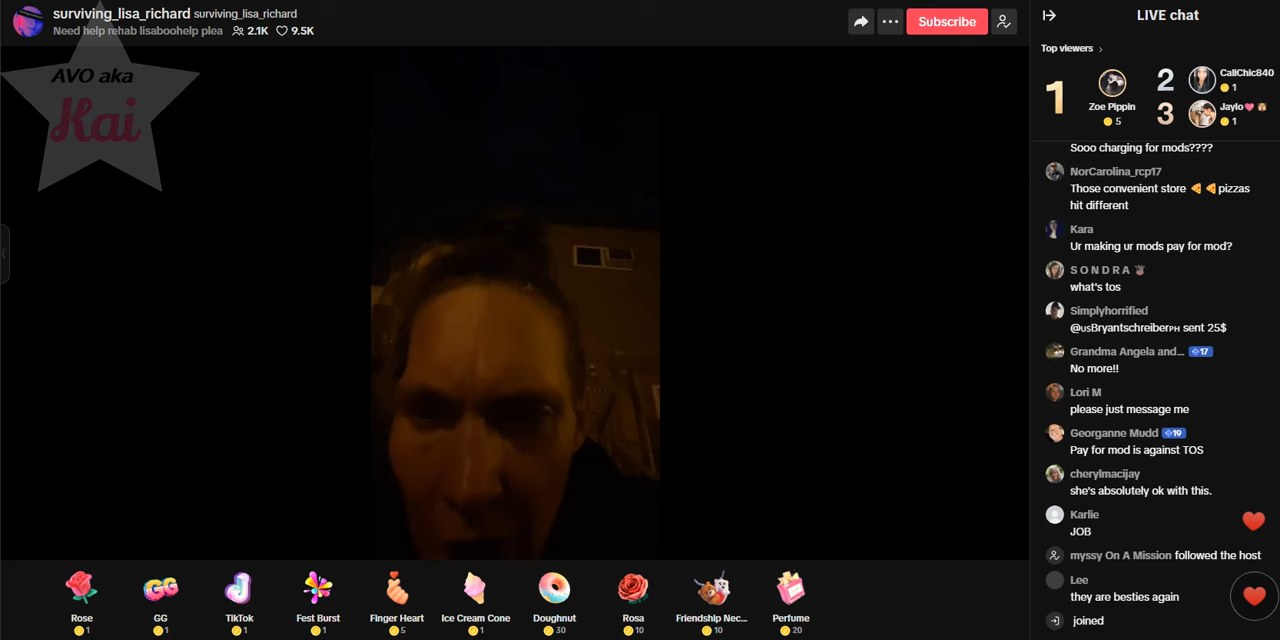 surviving_lisa_richard surviving_lisa_richard
Need help rehab lisaboohelp plea 2.1K 9.5K
Subscribe
AVO aka
Kai
LIVE chat
Top viewers
1
Zoe Pippin
5
2
CaliChic840
1
3
Jaylo
1
Sooo charging for mods????
NorCarolina_rcp17
Those convenient store 🍕 🍕pizzas
hit different
Kara
Ur making ur mods pay for mod?
S O N D R A
what's tos
Simplyhorrified
@usBryantschreiberPH sent 25$
Grandma Angela and... 17
No more!!
Lori M
please just message me
Georganne Mudd 19
Pay for mod is against TOS
cherylmacijay
she's absolutely ok with this.
Karlie
JOB
myssy On A Mission followed the host
Lee
they are besties again
joined
Rose
1
GG
1
TikTok
1
Fest Burst
1
Finger Heart
5
Ice Cream Cone
1
Doughnut
30
Rosa
10
Friendship Nec...
10
Perfume
20